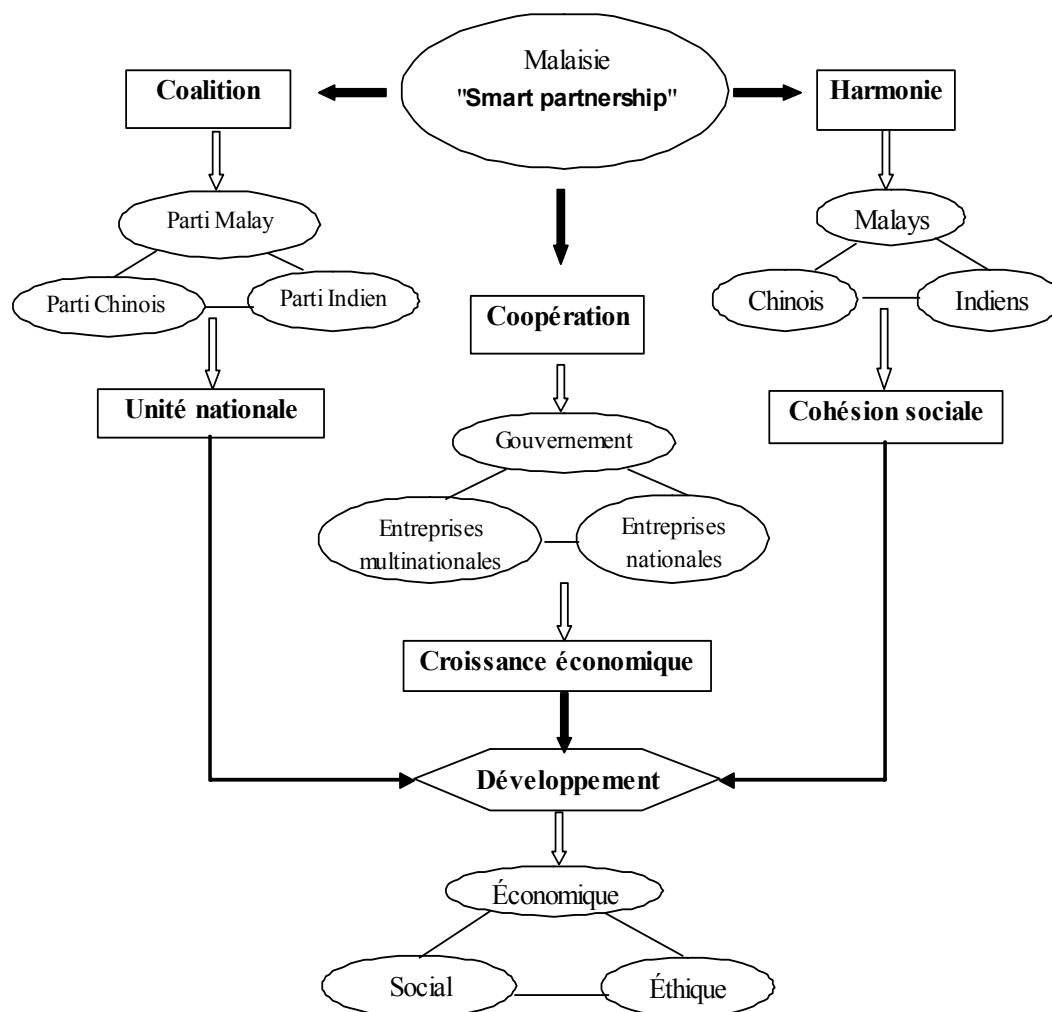 Malaisie
"Smart partnership"
Coalition
Harmonie
Parti Malay
Parti Chinois
Parti Indien
Malays
Chinois
Indiens
Coopération
Unité nationale
Cohésion sociale
Gouvernement
Entreprises
multinationales
Entreprises
nationales
Croissance économique
Développement
Économique
Social
Éthique